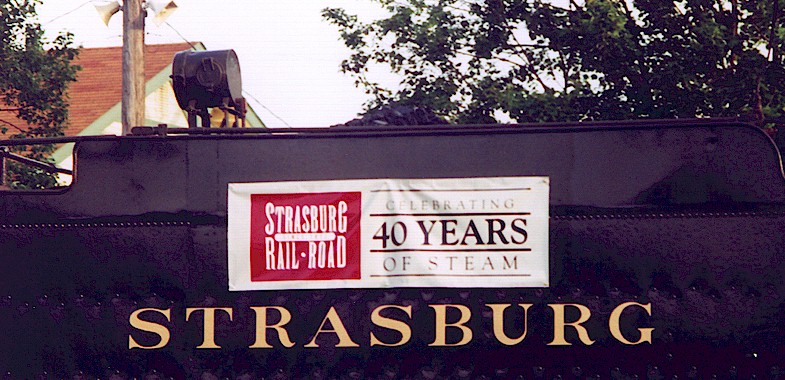 STRASBURG
RAIL·ROAD
CELEBRATING
40 YEARS
OF STEAM
STRASBURG